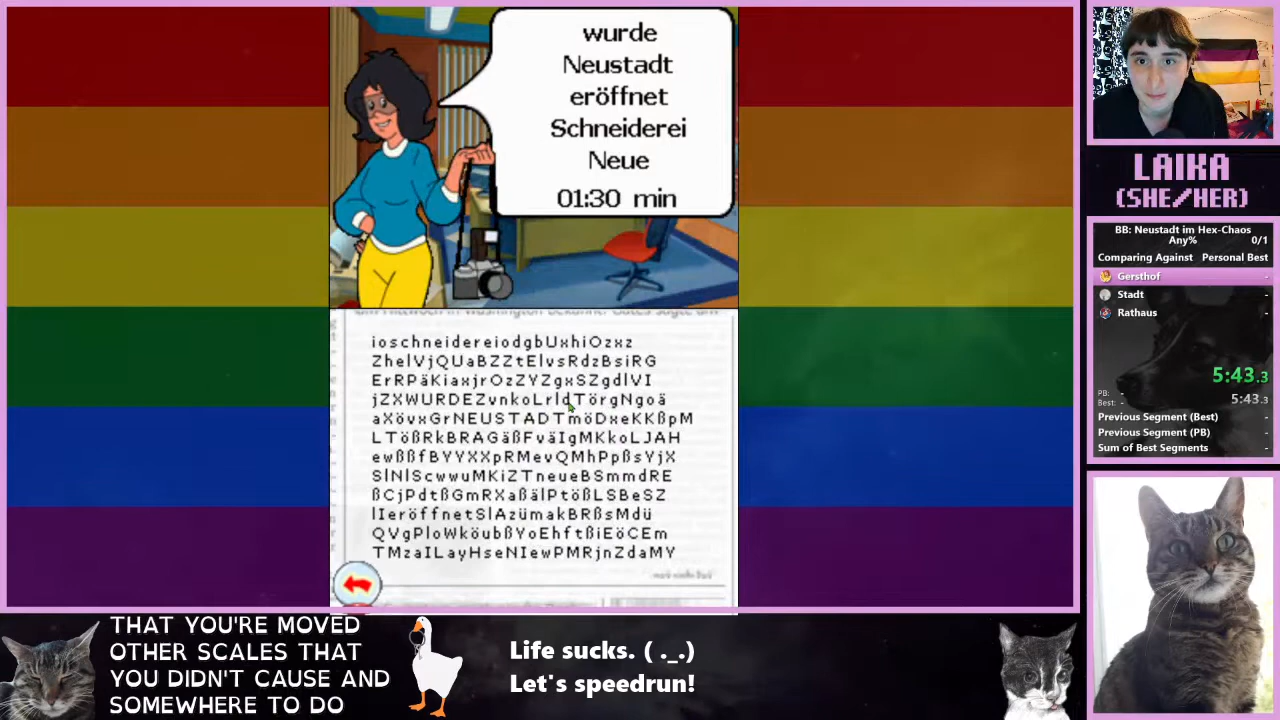 wurde
Neustadt
eröffnet
Schneiderei
Neue
01:30 min
ioschneidereiodgbUxhiOzxz
ZhelVjQUaBZZtElvsRdzBsiRG
ErRPäKiaxjrOzZYZgxSZgdlVI
jZXWURDEZvnkoLrldTörgNgoä
aXövxGrNEUSTADTmöDxeKKßpM
LTößRkBRAGäßFväIgMKkoLJAH
ewßßfBYYXXpRMevQMhPpßsYjX
SlNlScwwuMKiZTneueBSmmdRE
ßCjPdtßGmRXaßälPtößLSBeSZ
lIeröffnetSlAzümakBRßsMdü
QVgPloWköubßYoEhftßiEöCEm
TMzaILayHseNIewPMRjnZdaMY
LAIKA
(SHE/HER)
BB: Neustadt im Hex-Chaos
Any% 0/1
Comparing Against Personal Best
Gersthof -
Stadt -
Rathaus -
5:43.3
PB: -
Best: - 5:43.3
Previous Segment (Best) -
Previous Segment (PB) -
Sum of Best Segments -
THAT YOU'RE MOVED
OTHER SCALES THAT
YOU DIDN'T CAUSE AND
SOMEWHERE TO DO
Life sucks. ( ._.)
Let's speedrun!